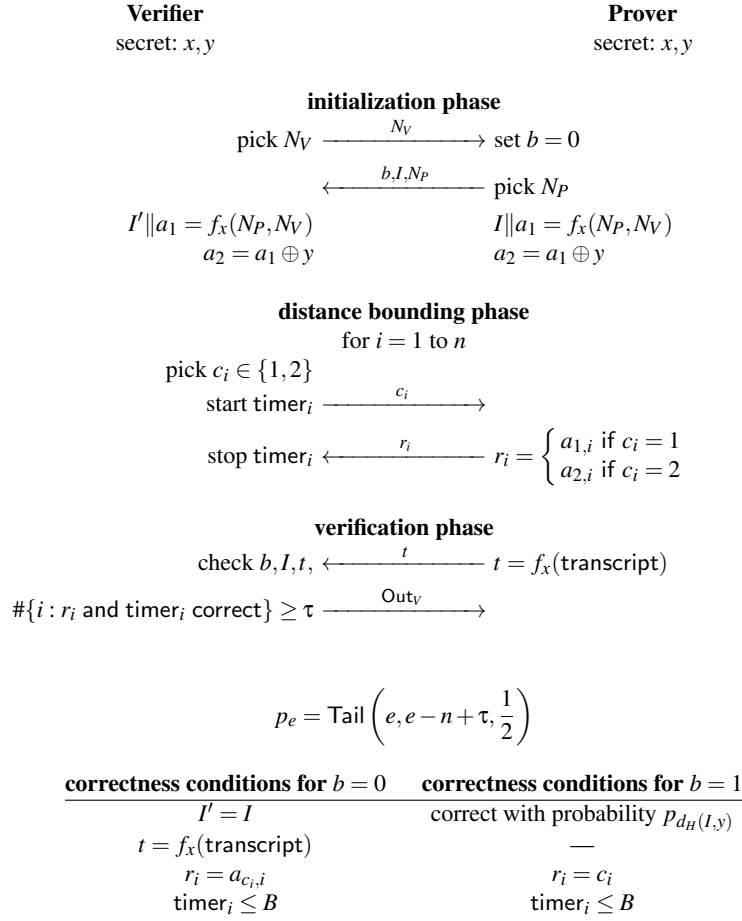 Verifier Prover
secret: x, y secret: x, y
initialization phase
pick N_V N_V set b = 0
b, I, N_P pick N_P
I′∥a_1 = f_x(N_P, N_V) I∥a_1 = f_x(N_P, N_V)
a_2 = a_1 ⊕ y a_2 = a_1 ⊕ y
distance bounding phase
for i = 1 to n
pick c_i ∈ {1, 2}
start timer_i c_i
stop timer_i r_i r_i = { a_{1,i} if c_i = 1
a_{2,i} if c_i = 2
verification phase
check b, I, t, t t = f_x(transcript)
#{i : r_i and timer_i correct} ≥ τ Out_V
p_e = Tail(e, e − n + τ, 1/2)
correctness conditions for b = 0 correctness conditions for b = 1
I′ = I correct with probability p_{d_H(I,y)}
t = f_x(transcript) —
r_i = a_{c_i,i} r_i = c_i
timer_i ≤ B timer_i ≤ B